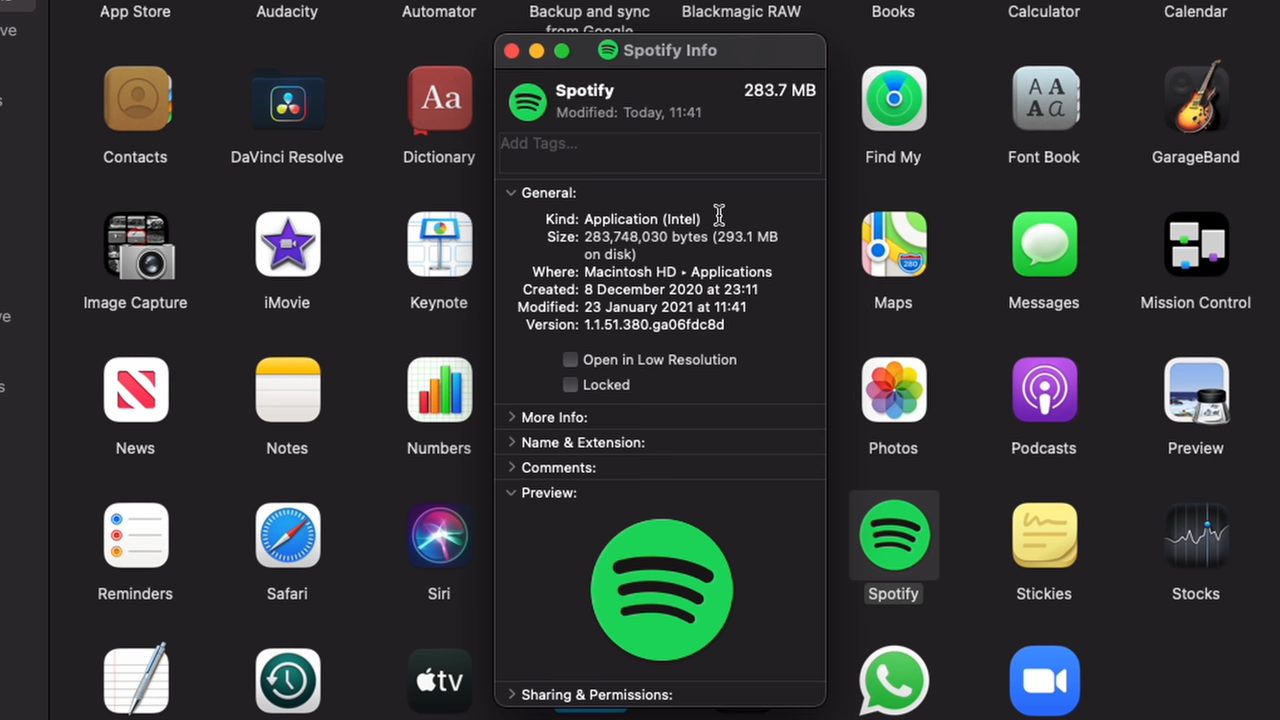 App Store
Audacity
Automator
Backup and sync
from Google
Blackmagic RAW
Books
Calculator
Calendar
Spotify Info
Spotify
283.7 MB
Modified: Today, 11:41
Add Tags...
General:
Kind: Application (Intel)
Size: 283,748,030 bytes (293.1 MB
on disk)
Where: Macintosh HD ▸ Applications
Created: 8 December 2020 at 23:11
Modified: 23 January 2021 at 11:41
Version: 1.1.51.380.ga06fdc8d
Open in Low Resolution
Locked
More Info:
Name & Extension:
Comments:
Preview:
Sharing & Permissions:
Aa
A A
A a
280
Contacts
DaVinci Resolve
Dictionary
Find My
Font Book
GarageBand
Image Capture
iMovie
Keynote
Maps
Messages
Mission Control
News
Notes
Numbers
Photos
Podcasts
Preview
Reminders
Safari
Siri
Spotify
Stickies
Stocks
tv